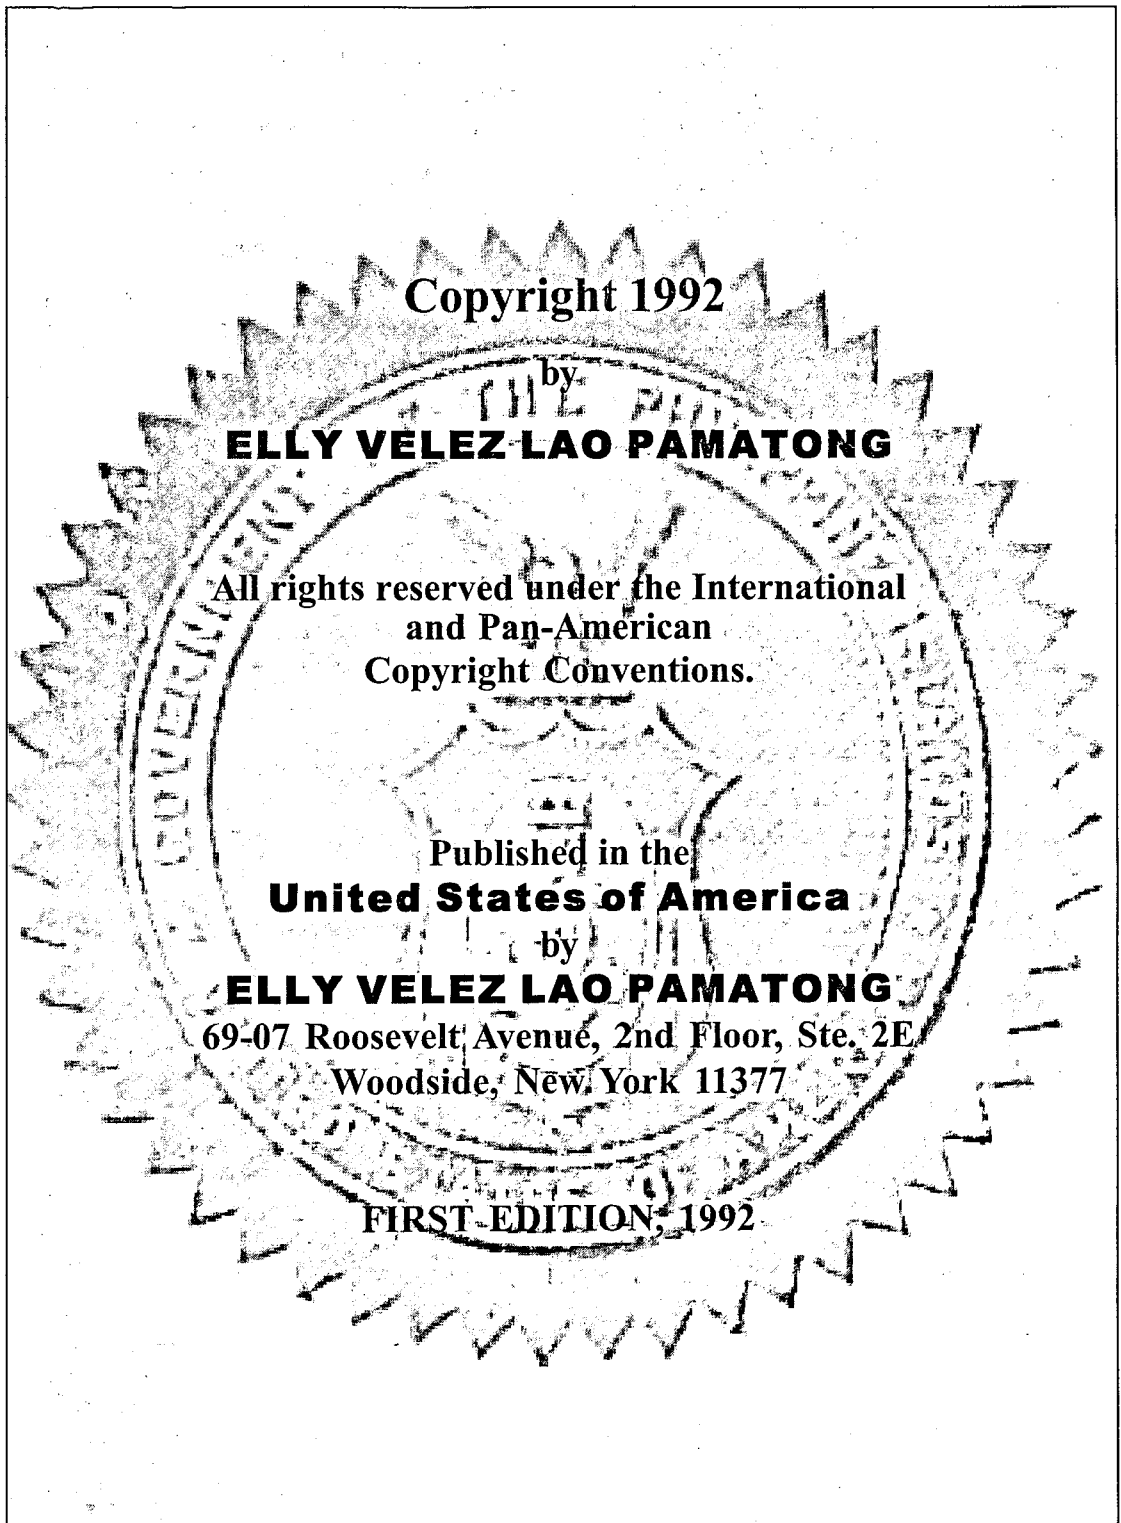 Copyright 1992
by
ELLY VELEZ LAO PAMATONG
All rights reserved under the International
and Pan-American
Copyright Conventions.
Published in the
United States of America
by
ELLY VELEZ LAO PAMATONG
69-07 Roosevelt Avenue, 2nd Floor, Ste. 2E
Woodside, New York 11377
FIRST EDITION, 1992
GOVERNMENT
THE